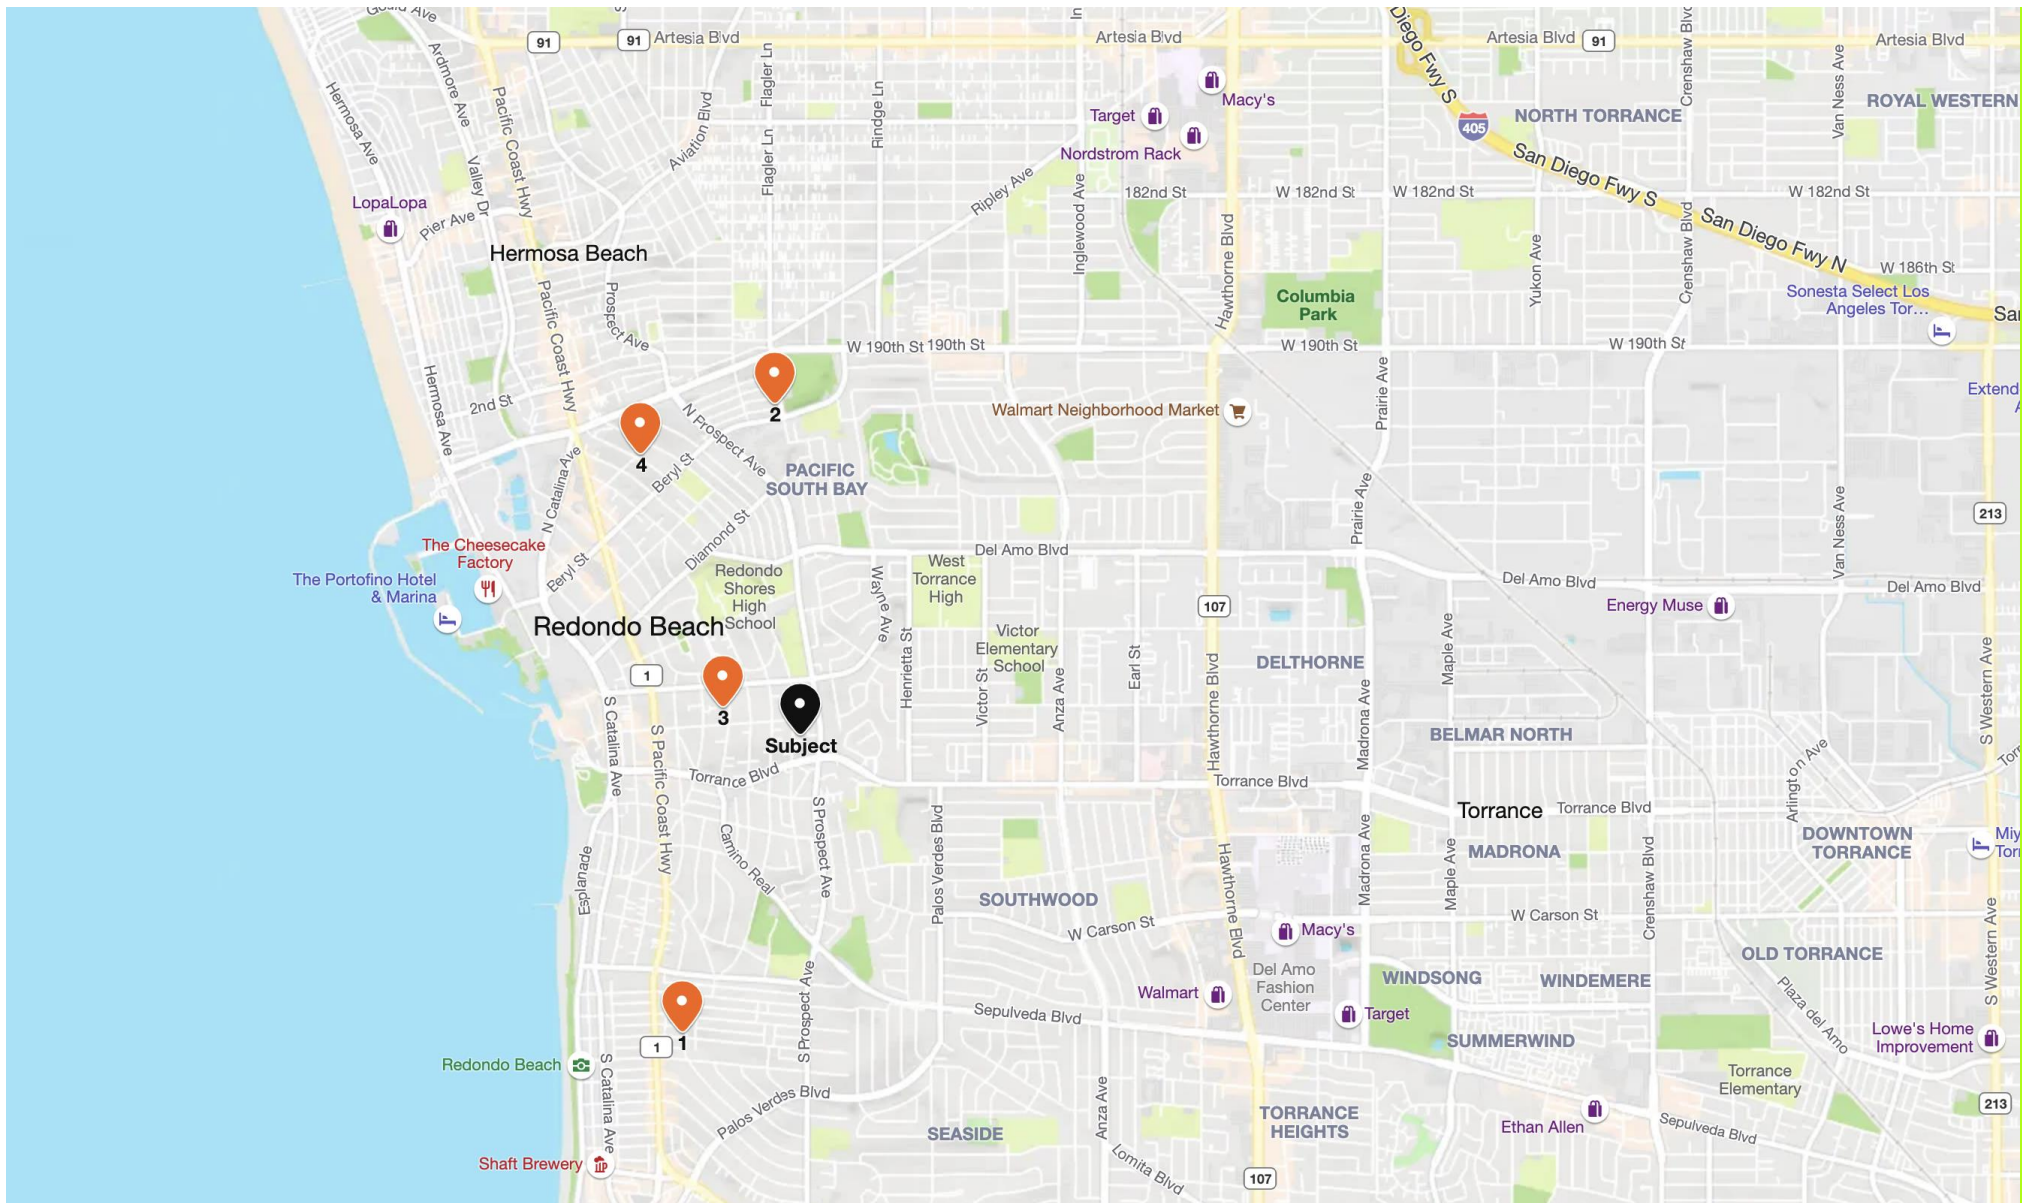 Gould Ave
91
91
Artesia Blvd
Artesia Blvd
Artesia Blvd
91
Artesia Blvd
Diego Fwy S
Ardmore Ave
Hermosa Ave
Pacific Coast Hwy
Valley Dr
Aviation Blvd
Flagler Ln
Flagler Ln
Rindge Ln
Macy's
Target
Nordstrom Rack
405
NORTH TORRANCE
Crenshaw Blvd
Van Ness Ave
ROYAL WESTERN
San Diego Fwy S
San Diego Fwy N
LopaLopa
Pier Ave
Ripley Ave
Inglewood Ave
182nd St
W 182nd St
W 182nd St
W 182nd St
Hermosa Beach
Hawthorne Blvd
Yukon Ave
Crenshaw Blvd
W 186th St
Sonesta Select Los
Angeles Tor...
Prospect Ave
Pacific Coast Hwy
Columbia
Park
W 190th St
190th St
W 190th St
W 190th St
Hermosa Ave
2nd St
2
4
N Prospect Ave
Beryl St
PACIFIC
SOUTH BAY
Walmart Neighborhood Market
Prairie Ave
Prairie Ave
Extend
N Catalina Ave
Diamond St
213
Van Ness Ave
The Cheesecake
Factory
The Portofino Hotel
& Marina
Beryl St
Redondo
Shores
High
School
Del Amo Blvd
West
Torrance
High
Wayne Ave
Del Amo Blvd
Del Amo Blvd
Energy Muse
107
Redondo Beach
Victor
Elementary
School
Henrietta St
Victor St
Anza Ave
Earl St
Hawthorne Blvd
DELTHORNE
Maple Ave
Madrona Ave
S Western Ave
1
3
Subject
S Catalina Ave
S Pacific Coast Hwy
Torrance Blvd
BELMAR NORTH
Torrance Blvd
Torrance
Torrance Blvd
Arlington Ave
DOWNTOWN
TORRANCE
MADRONA
Esplanade
Camino Real
S Prospect Ave
Palos Verdes Blvd
SOUTHWOOD
W Carson St
Hawthorne Blvd
Madrona Ave
Maple Ave
W Carson St
Crenshaw Blvd
Macy's
OLD TORRANCE
S Western Ave
Del Amo
Fashion
Center
Walmart
Target
WINDSONG
WINDEMERE
Plaza del Amo
Sepulveda Blvd
S Prospect Ave
1
1
SUMMERWIND
Lowe's Home
Improvement
Redondo Beach
S Catalina Ave
Palos Verdes Blvd
Torrance
Elementary
213
Anza Ave
SEASIDE
TORRANCE
HEIGHTS
Ethan Allen
Sepulveda Blvd
Shaft Brewery
Lomita Blvd
107